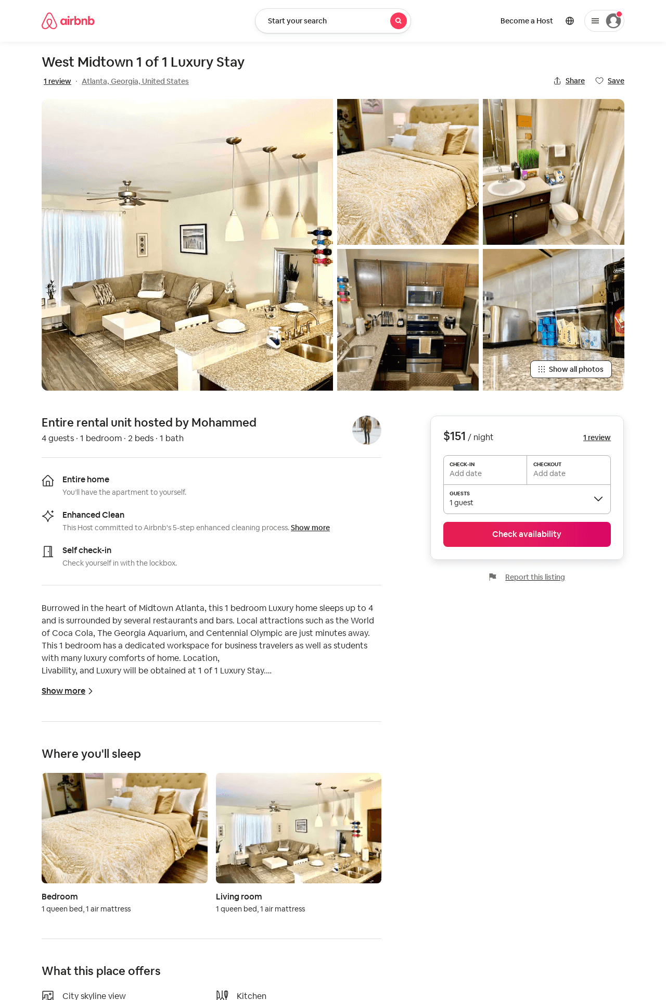 airbnb
Start your search
Become a Host
West Midtown 1 of 1 Luxury Stay
1 review · Atlanta, Georgia, United States
Share
Save
Show all photos
Entire rental unit hosted by Mohammed
4 guests · 1 bedroom · 2 beds · 1 bath
$151 / night
1 review
CHECK-IN
Add date
CHECKOUT
Add date
GUESTS
1 guest
Check availability
Report this listing
Entire home
You’ll have the apartment to yourself.
Enhanced Clean
This Host committed to Airbnb's 5-step enhanced cleaning process. Show more
Self check-in
Check yourself in with the lockbox.
Burrowed in the heart of Midtown Atlanta, this 1 bedroom Luxury home sleeps up to 4
and is surrounded by several restaurants and bars. Local attractions such as the World
of Coca Cola, The Georgia Aquarium, and Centennial Olympic are just minutes away.
This 1 bedroom has a dedicated workspace for business travelers as well as students
with many luxury comforts of home. Location,
Livability, and Luxury will be obtained at 1 of 1 Luxury Stay....
Show more
Where you'll sleep
Bedroom
1 queen bed, 1 air mattress
Living room
1 queen bed, 1 air mattress
What this place offers
City skyline view
Kitchen